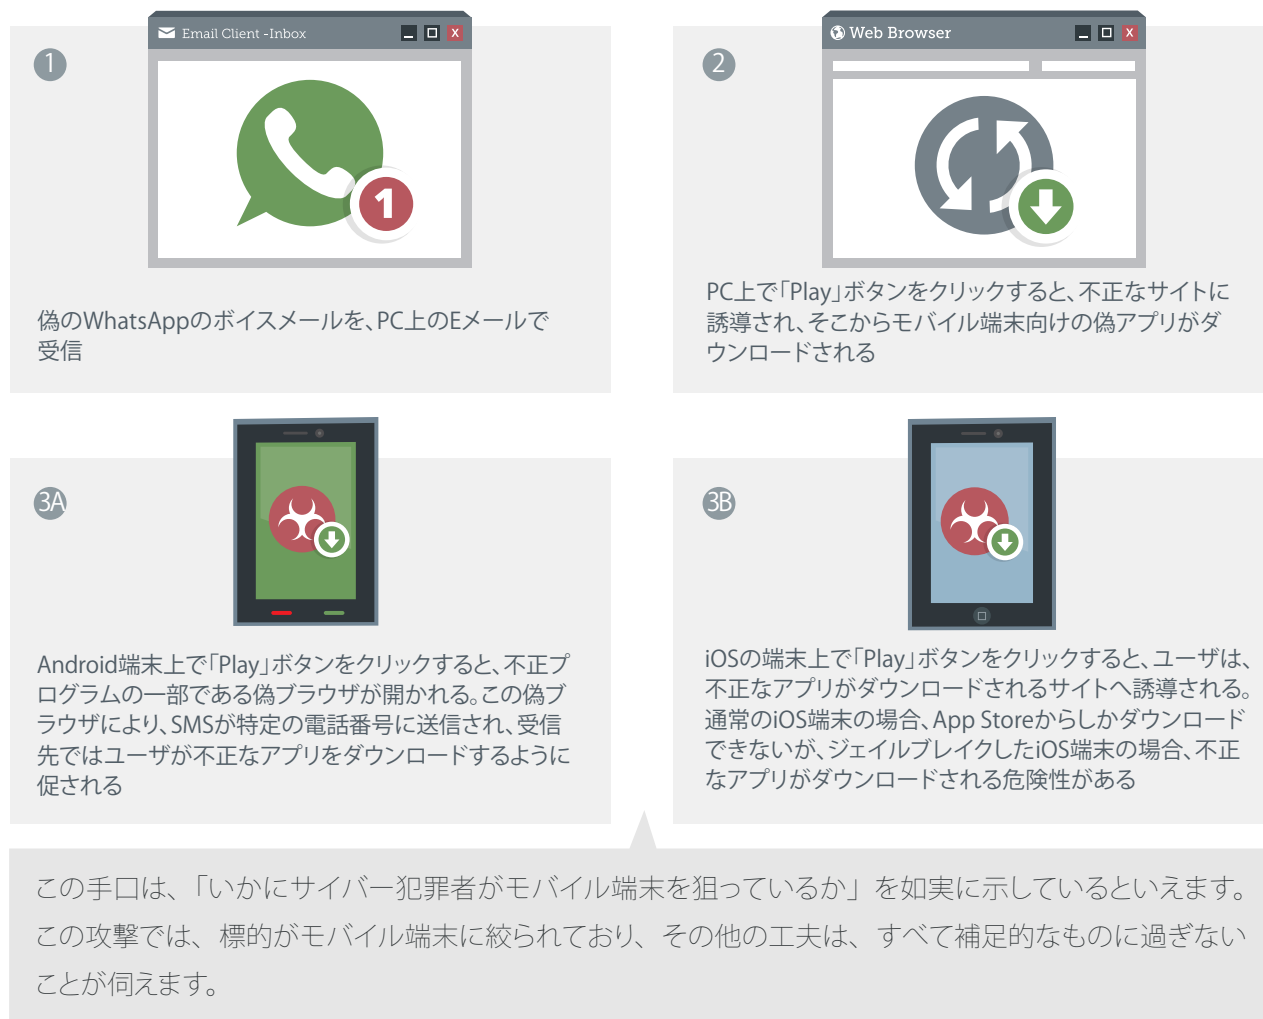 Email Client -Inbox
X
1
1
偽のWhatsAppのボイスメールを、PC上のEメールで
受信
Web Browser
X
2
PC上で「Play」ボタンをクリックすると、不正なサイトに
誘導され、そこからモバイル端末向けの偽アプリがダ
ウンロードされる
3A
Android端末上で「Play」ボタンをクリックすると、不正プ
ログラムの一部である偽ブラウザが開かれる。この偽ブ
ラウザにより、SMSが特定の電話番号に送信され、受信
先ではユーザが不正なアプリをダウンロードするように
促される
3B
iOSの端末上で「Play」ボタンをクリックすると、ユーザは、
不正なアプリがダウンロードされるサイトへ誘導される。
通常のiOS端末の場合、App Storeからしかダウンロード
できないが、ジェイルブレイクしたiOS端末の場合、不正
なアプリがダウンロードされる危険性がある
この手口は、「いかにサイバー犯罪者がモバイル端末を狙っているか」を如実に示しているといえます。
この攻撃では、標的がモバイル端末に絞られており、その他の工夫は、すべて補足的なものに過ぎない
ことが伺えます。